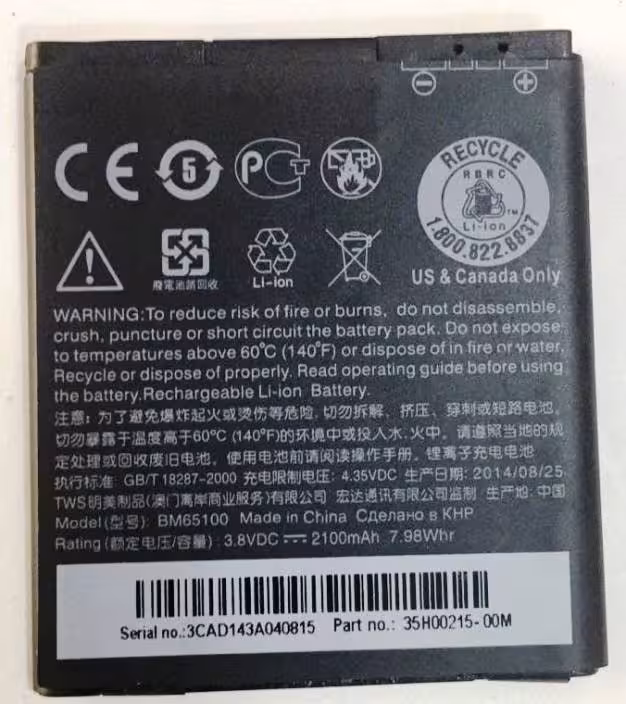 − +
CE 5 PCT RECYCLE
RBRC
Li-ion
1.800.822.8837
廢電池請回收 Li-ion US & Canada Only
WARNING:To reduce risk of fire or burns, do not disassemble,
crush, puncture or short circuit the battery pack. Do not expose
to temperatures above 60°C (140°F) or dispose of in fire or water.
Recycle or dispose of properly. Read operating guide before using
the battery.Rechargeable Li-ion Battery.
注意: 为了避免爆炸起火或烫伤等危险, 切勿拆解、挤压、穿刺或短路电池,
切勿暴露于温度高于60°C (140°F)的环境中或投入水,火中。请遵照当地的规
定处理或回收废旧电池。使用电池前请阅读操作手册。锂离子充电电池
执行标准: GB/T 18287-2000 充电限制电压: 4.35VDC 生产日期: 2014/08/25
TWS明美制品(澳门离岸商业服务)有限公司 宏达通讯有限公司监制 生产地: 中国
Model(型号): BM65100 Made in China Сделано в КНР
Rating (额定电压/容量) 3.8VDC 2100mAh 7.98Whr
Serial no.:3CAD143A040815 Part no.: 35H00215-00M